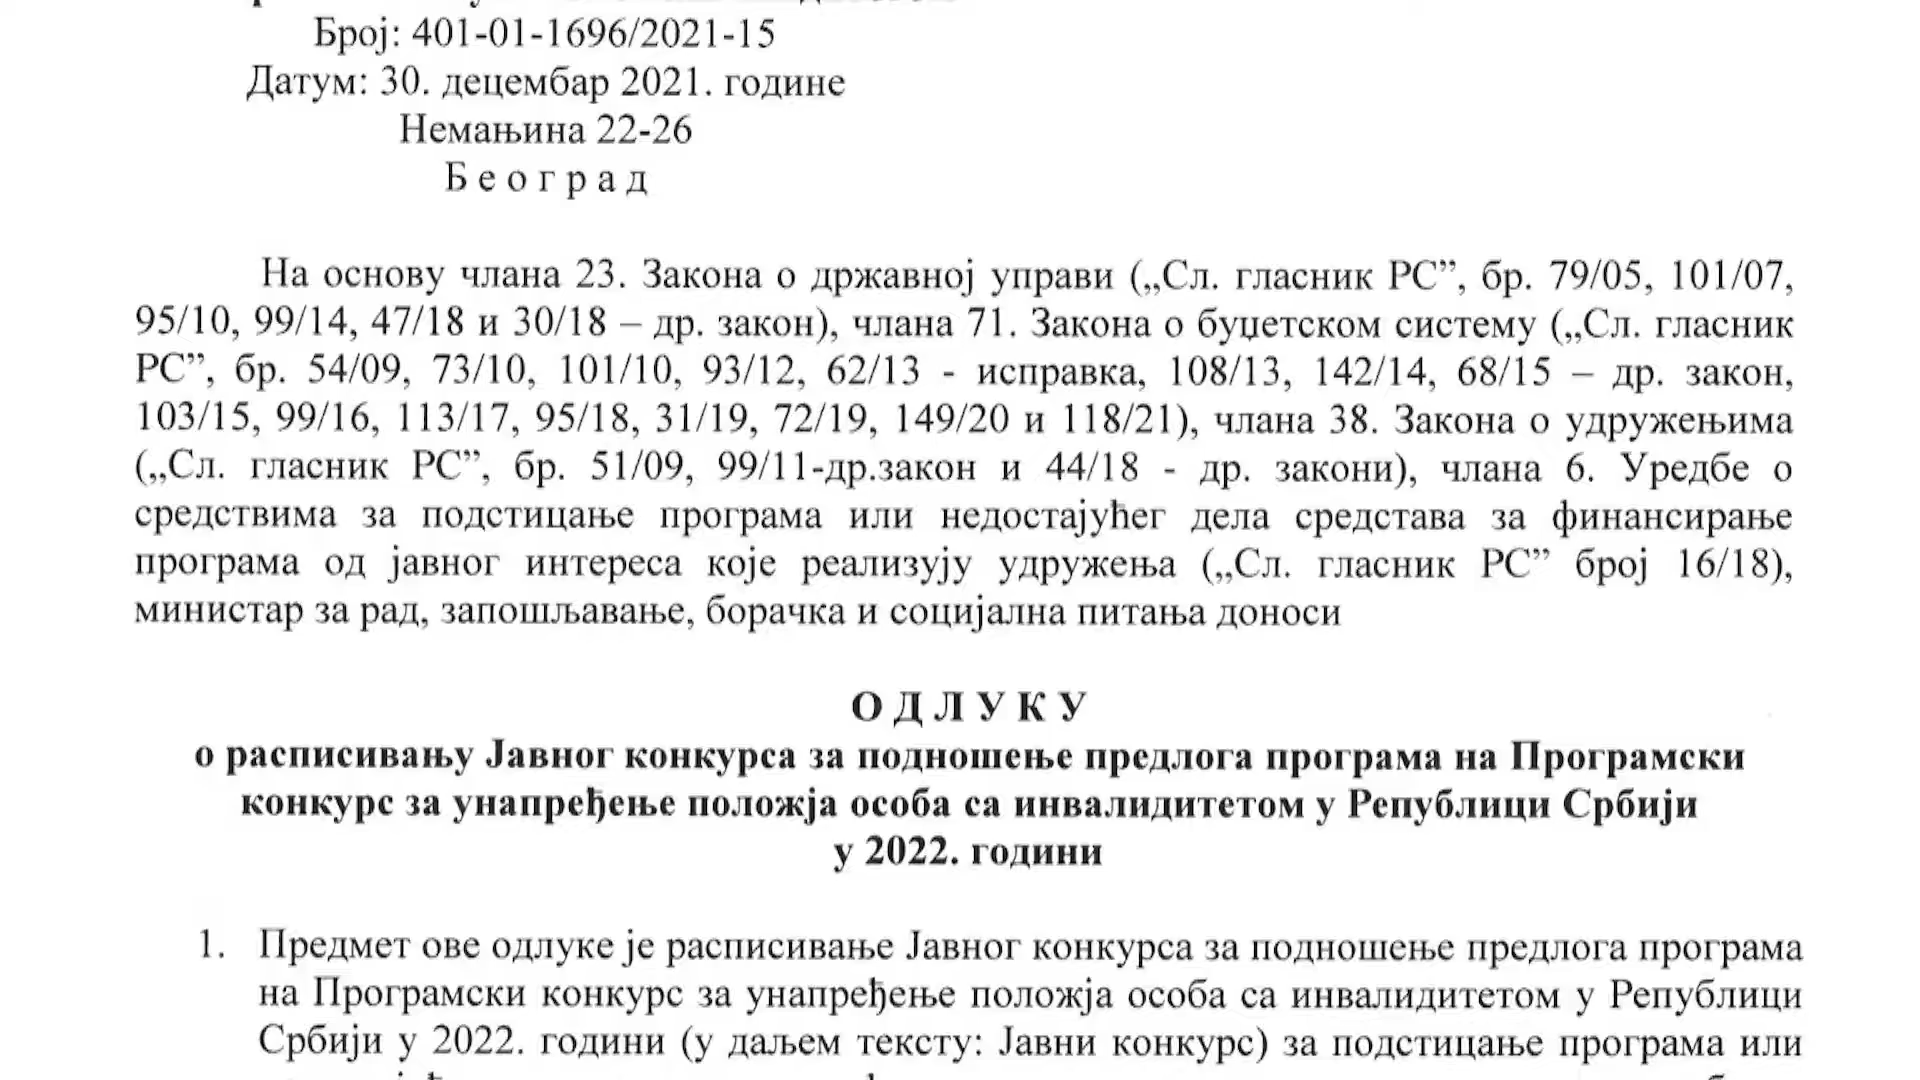 Број: 401-01-1696/2021-15
Датум: 30. децембар 2021. године
Немањина 22-26
Б е о г р а д
На основу члана 23. Закона о државној управи („Сл. гласник РС”, бр. 79/05, 101/07,
95/10, 99/14, 47/18 и 30/18 – др. закон), члана 71. Закона о буџетском систему („Сл. гласник
РС”, бр. 54/09, 73/10, 101/10, 93/12, 62/13 - исправка, 108/13, 142/14, 68/15 – др. закон,
103/15, 99/16, 113/17, 95/18, 31/19, 72/19, 149/20 и 118/21), члана 38. Закона о удружењима
(„Сл. гласник РС”, бр. 51/09, 99/11-др.закон и 44/18 - др. закони), члана 6. Уредбе о
средствима за подстицање програма или недостајућег дела средстава за финансирање
програма од јавног интереса које реализују удружења („Сл. гласник РС” број 16/18),
министар за рад, запошљавање, борачка и социјална питања доноси
О Д Л У К У
о расписивању Јавног конкурса за подношење предлога програма на Програмски
конкурс за унапређење положја особа са инвалидитетом у Републици Србији
у 2022. години
1. Предмет ове одлуке је расписивање Јавног конкурса за подношење предлога програма
на Програмски конкурс за унапређење положја особа са инвалидитетом у Републици
Србији у 2022. години (у даљем тексту: Јавни конкурс) за подстицање програма или